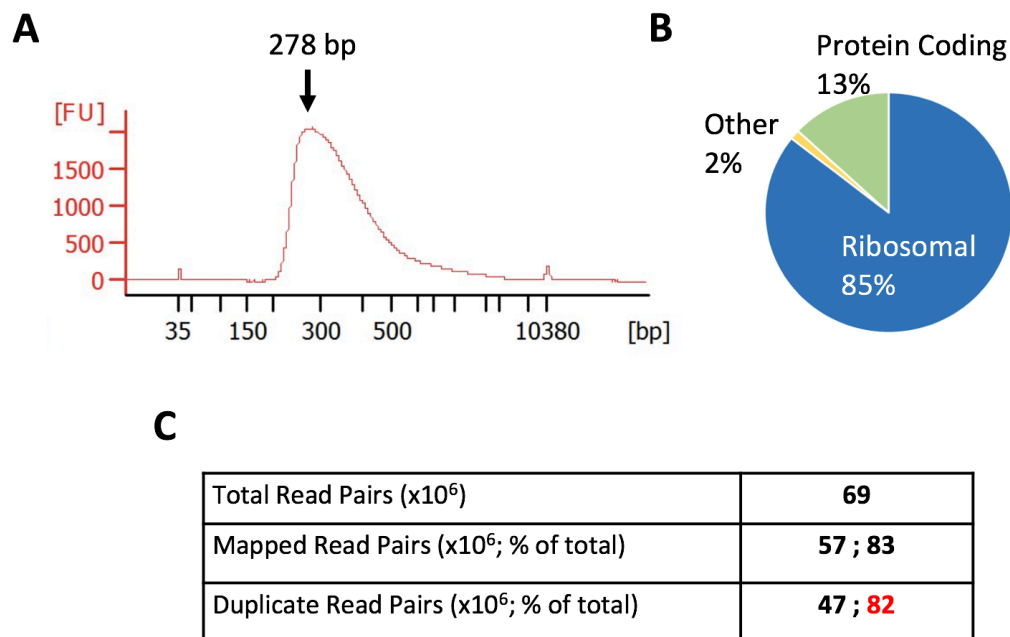 A
278 bp
[FU]
1500
1000
500
0
35 150 300 500 10380 [bp]
B
Protein Coding
13%
Other
2%
Ribosomal
85%
C
Total Read Pairs (x10⁶) 69
Mapped Read Pairs (x10⁶; % of total) 57 ; 83
Duplicate Read Pairs (x10⁶; % of total) 47 ; 82